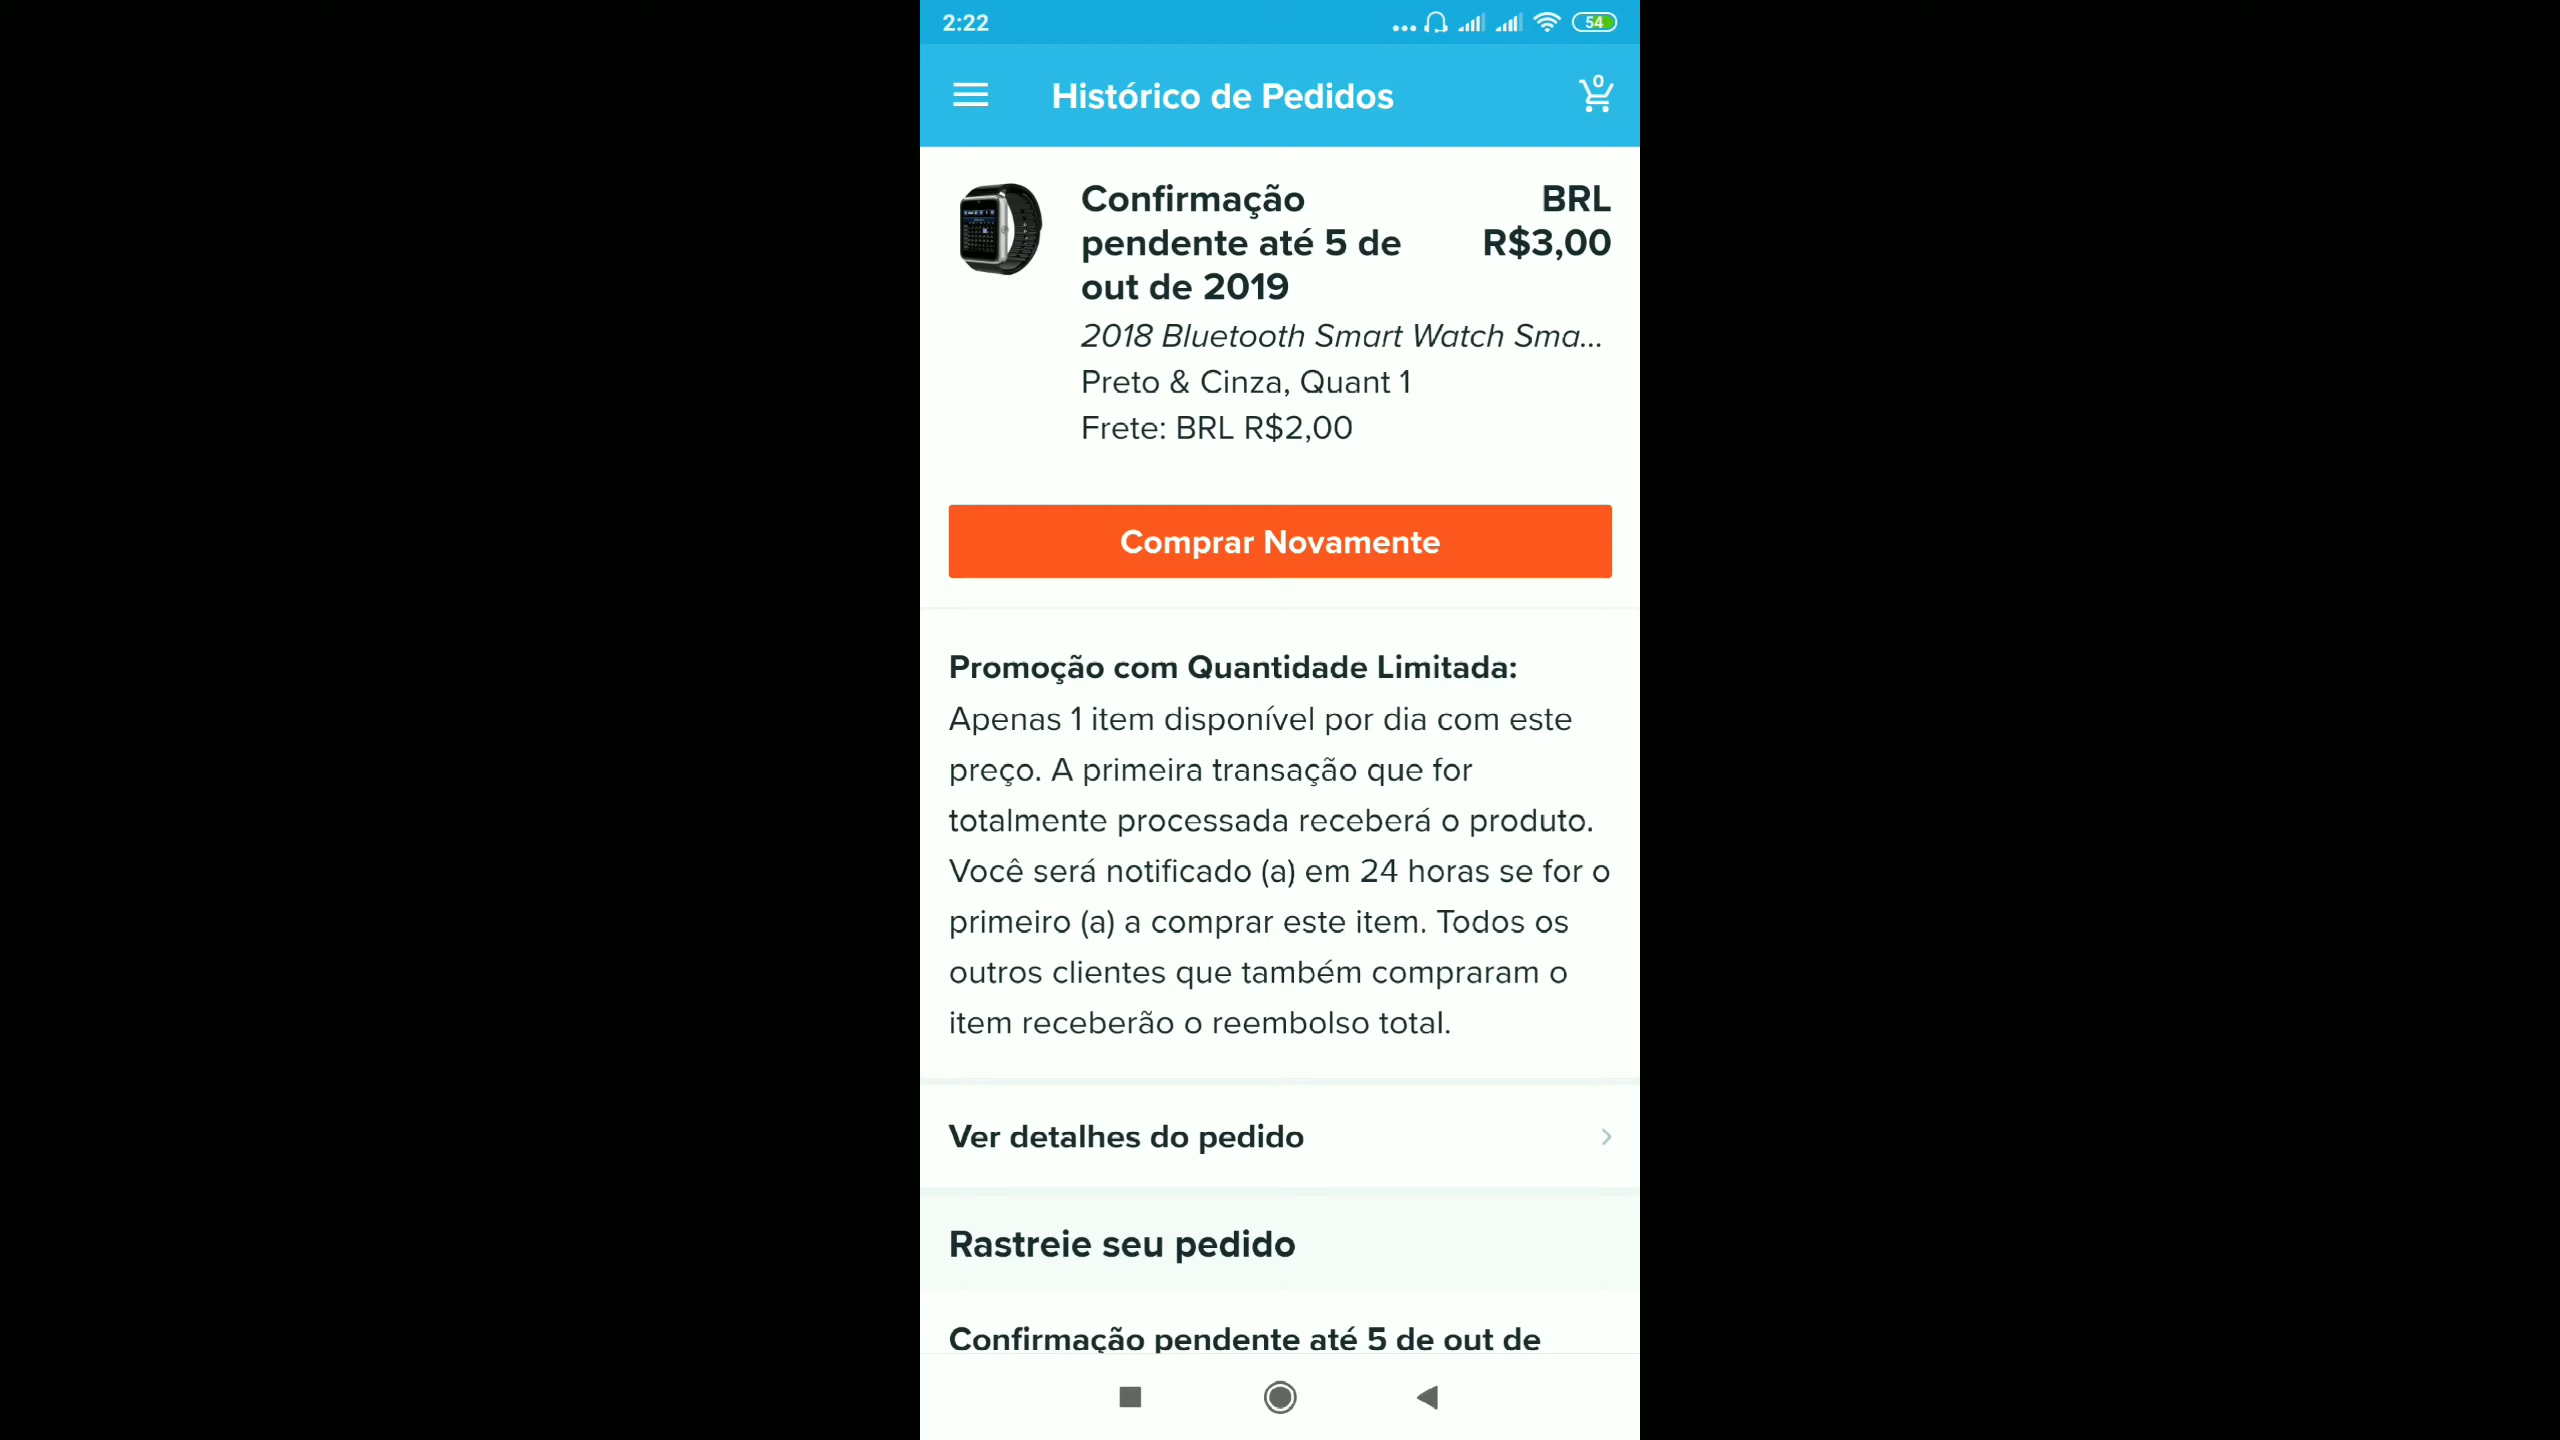 2:22
54
Histórico de Pedidos
0
Confirmação
pendente até 5 de
out de 2019
BRL
R$3,00
2018 Bluetooth Smart Watch Sma...
Preto & Cinza, Quant 1
Frete: BRL R$2,00
Comprar Novamente
Promoção com Quantidade Limitada:
Apenas 1 item disponível por dia com este
preço. A primeira transação que for
totalmente processada receberá o produto.
Você será notificado (a) em 24 horas se for o
primeiro (a) a comprar este item. Todos os
outros clientes que também compraram o
item receberão o reembolso total.
Ver detalhes do pedido
Rastreie seu pedido
Confirmação pendente até 5 de out de